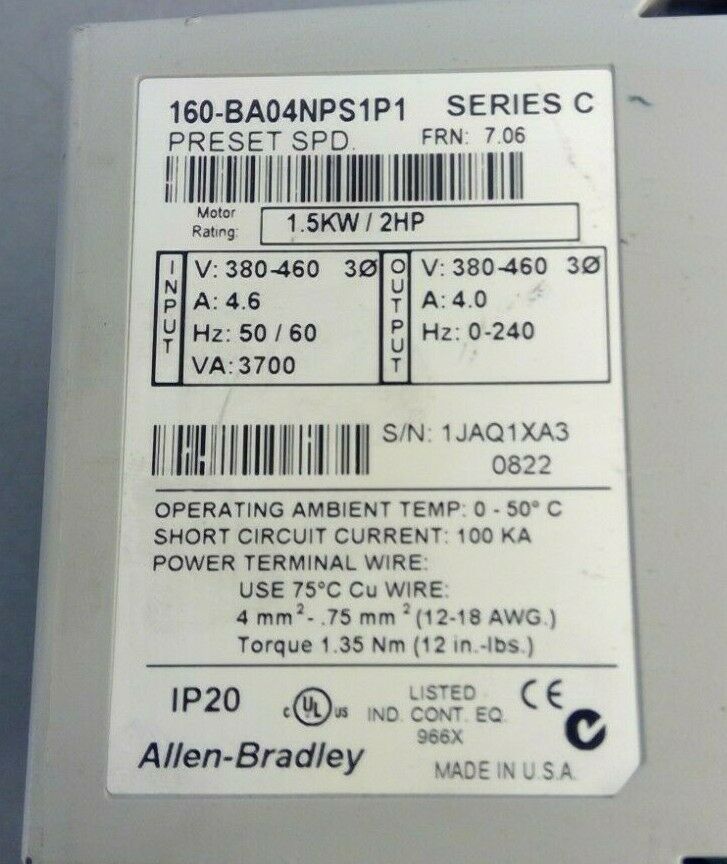 160-BA04NPS1P1 SERIES C
PRESET SPD. FRN: 7.06
Motor Rating: 1.5KW / 2HP
INPUT
V: 380-460 3Ø
A: 4.6
Hz: 50 / 60
VA: 3700
OUTPUT
V: 380-460 3Ø
A: 4.0
Hz: 0-240
S/N: 1JAQ1XA3
0822
OPERATING AMBIENT TEMP: 0 - 50° C
SHORT CIRCUIT CURRENT: 100 KA
POWER TERMINAL WIRE:
USE 75°C Cu WIRE:
4 mm²- .75 mm² (12-18 AWG.)
Torque 1.35 Nm (12 in.-lbs.)
IP20
c UL us
LISTED
IND. CONT. EQ.
966X
CE
Allen-Bradley
MADE IN U.S.A.